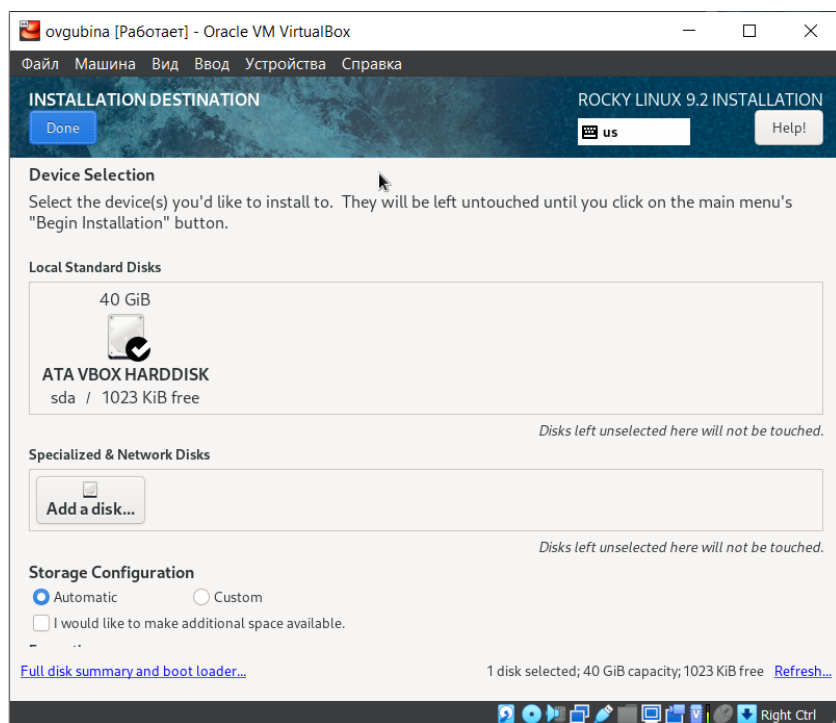 ovgubina [Работает] - Oracle VM VirtualBox
Файл Машина Вид Ввод Устройства Справка
INSTALLATION DESTINATION
ROCKY LINUX 9.2 INSTALLATION
Done
us
Help!
Device Selection
Select the device(s) you'd like to install to. They will be left untouched until you click on the main menu's
"Begin Installation" button.
Local Standard Disks
40 GiB
ATA VBOX HARDDISK
sda / 1023 KiB free
Disks left unselected here will not be touched.
Specialized & Network Disks
Add a disk...
Disks left unselected here will not be touched.
Storage Configuration
Automatic Custom
I would like to make additional space available.
Full disk summary and boot loader...
1 disk selected; 40 GiB capacity; 1023 KiB free Refresh...
Right Ctrl